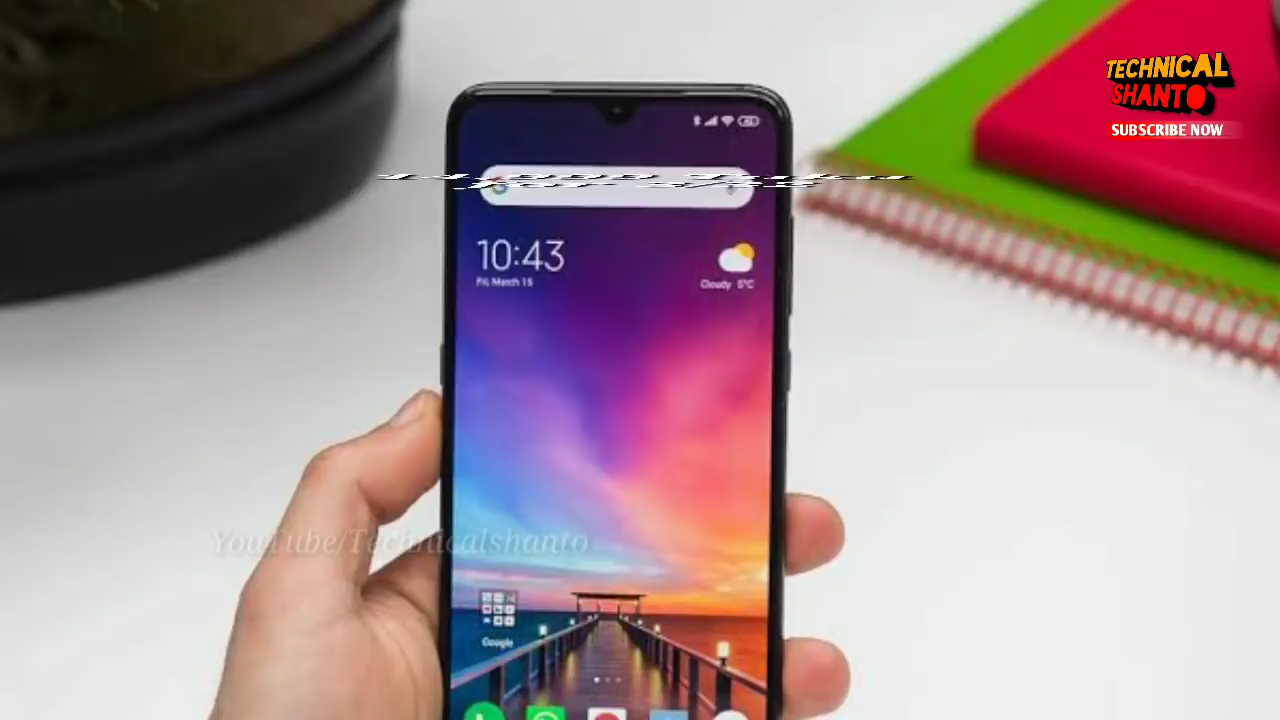 TECHNICAL
SHANTO
SUBSCRIBE NOW
10:43
Fri, March 15
Cloudy 5°C
YouTube/Technicalshanto
Google